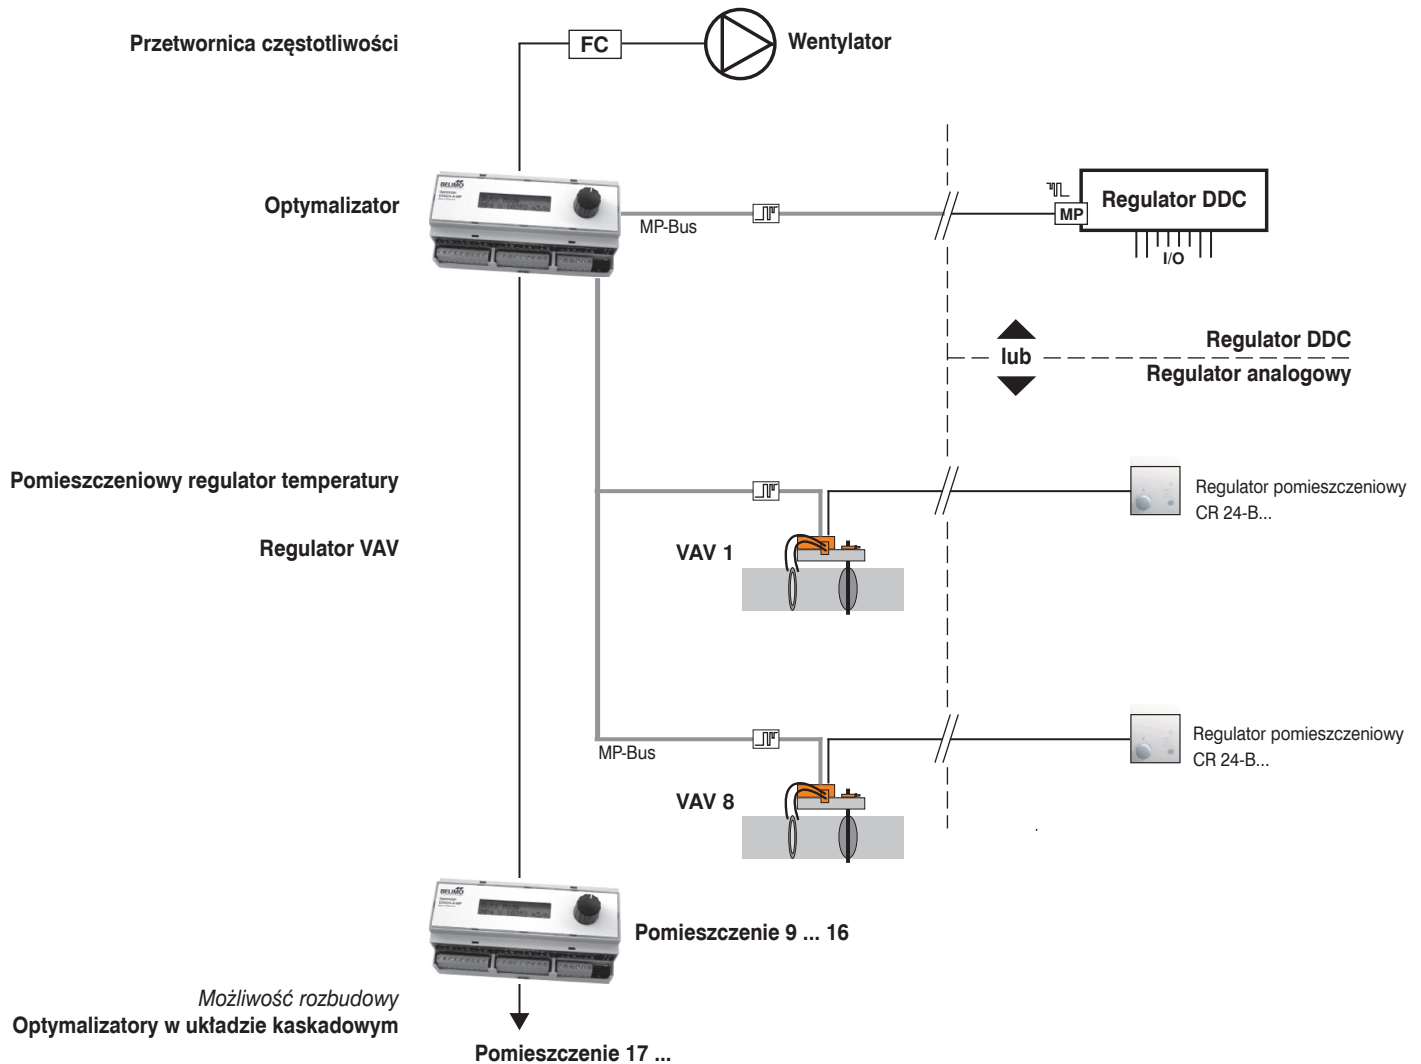 Przetwornica częstotliwości
FC
Wentylator
BELIMO
Optymalizator
MP-Bus
MP
Regulator DDC
I/O
lub
Regulator DDC
Regulator analogowy
Pomieszczeniowy regulator temperatury
Regulator pomieszczeniowy
CR 24-B...
Regulator VAV
VAV 1
MP-Bus
Regulator pomieszczeniowy
CR 24-B...
VAV 8
BELIMO
Pomieszczenie 9 ... 16
Możliwość rozbudowy
Optymalizatory w układzie kaskadowym
Pomieszczenie 17 ...